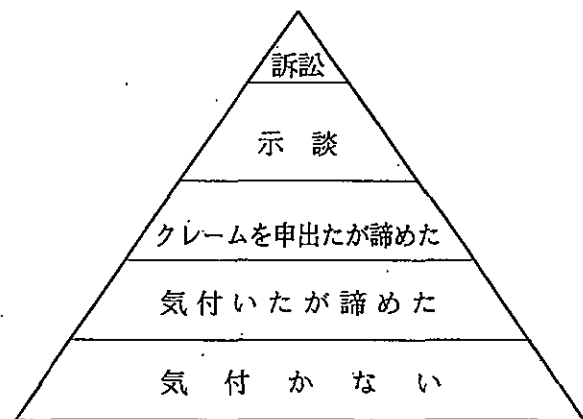 訴訟
示談
クレームを申出たが諦めた
気付いたが諦めた
気付かない